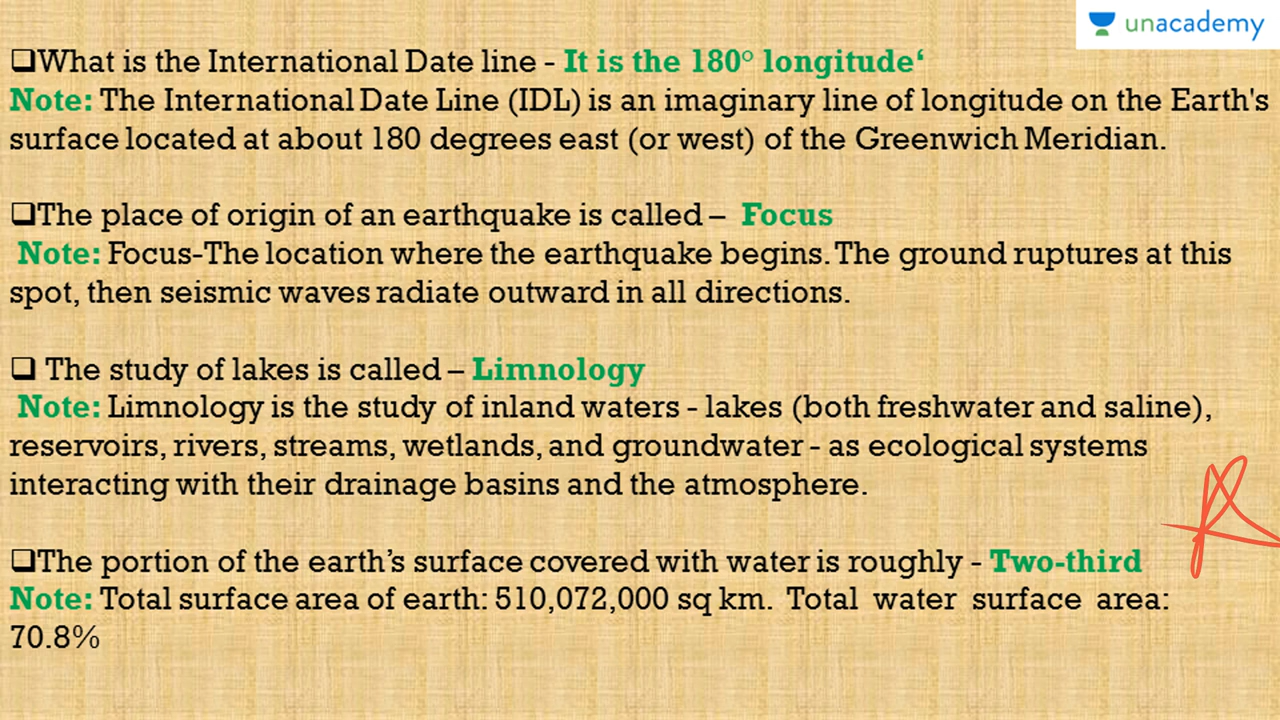 unacademy
❑What is the International Date line - It is the 180° longitude‘
Note: The International Date Line (IDL) is an imaginary line of longitude on the Earth's
surface located at about 180 degrees east (or west) of the Greenwich Meridian.
❑The place of origin of an earthquake is called – Focus
Note: Focus-The location where the earthquake begins. The ground ruptures at this
spot, then seismic waves radiate outward in all directions.
❑ The study of lakes is called – Limnology
Note: Limnology is the study of inland waters - lakes (both freshwater and saline),
reservoirs, rivers, streams, wetlands, and groundwater - as ecological systems
interacting with their drainage basins and the atmosphere.
❑The portion of the earth’s surface covered with water is roughly - Two-third
Note: Total surface area of earth: 510,072,000 sq km. Total water surface area:
70.8%